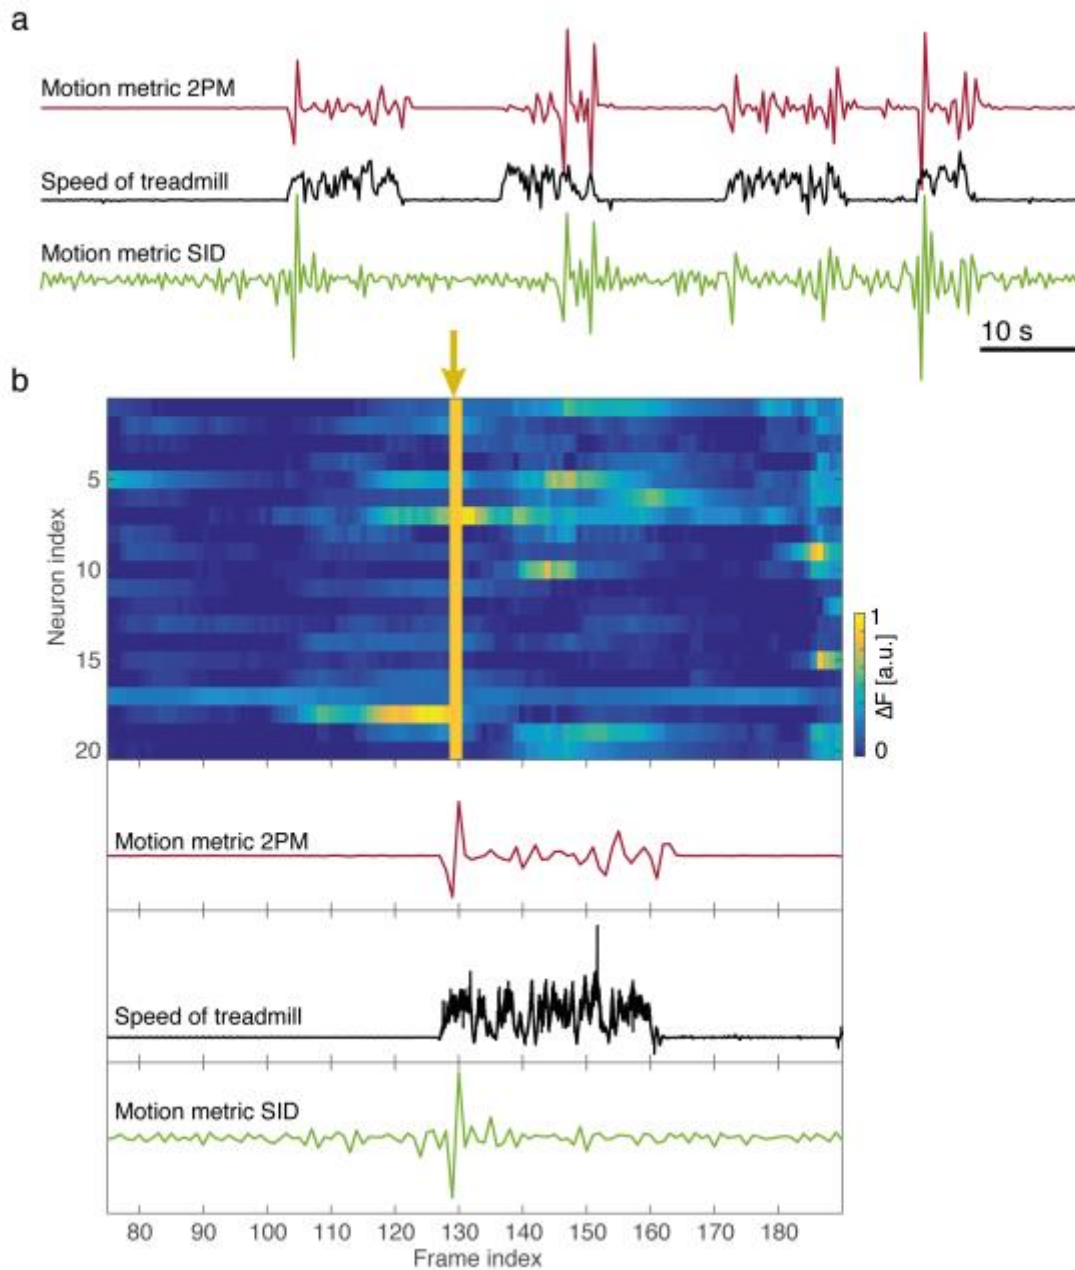 a
Motion metric 2PM
Speed of treadmill
Motion metric SID
10 s
b
5
10
15
20
Neuron index
1
0
ΔF [a.u.]
Motion metric 2PM
Speed of treadmill
Motion metric SID
80 90 100 110 120 130 140 150 160 170 180
Frame index